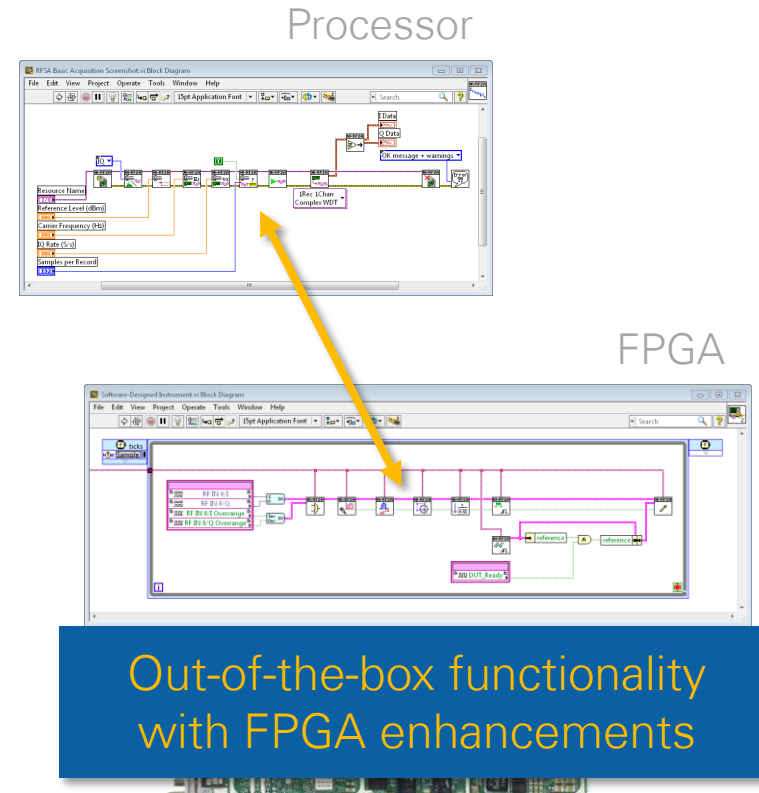 Processor
RFSA Basic Acquisition Screenshot.vi Block Diagram
File Edit View Project Operate Tools Window Help
15pt Application Font
Search
I Data
Q Data
IQ
OK message + warnings
Resource Name
Reference Level (dBm)
Carrier Frequency (Hz)
IQ Rate (S/s)
Samples per Record
1Rec 1Chan
Complex WDT
FPGA
Software-Designed Instrument.vi Block Diagram
File Edit View Project Operate Tools Window Help
15pt Application Font
Search
ticks
Sample
RF IN 0/I
RF IN 0/Q
RF IN 0/I Overrange
RF IN 0/Q Overrange
reference
reference
DUT_Ready
Out-of-the-box functionality
with FPGA enhancements